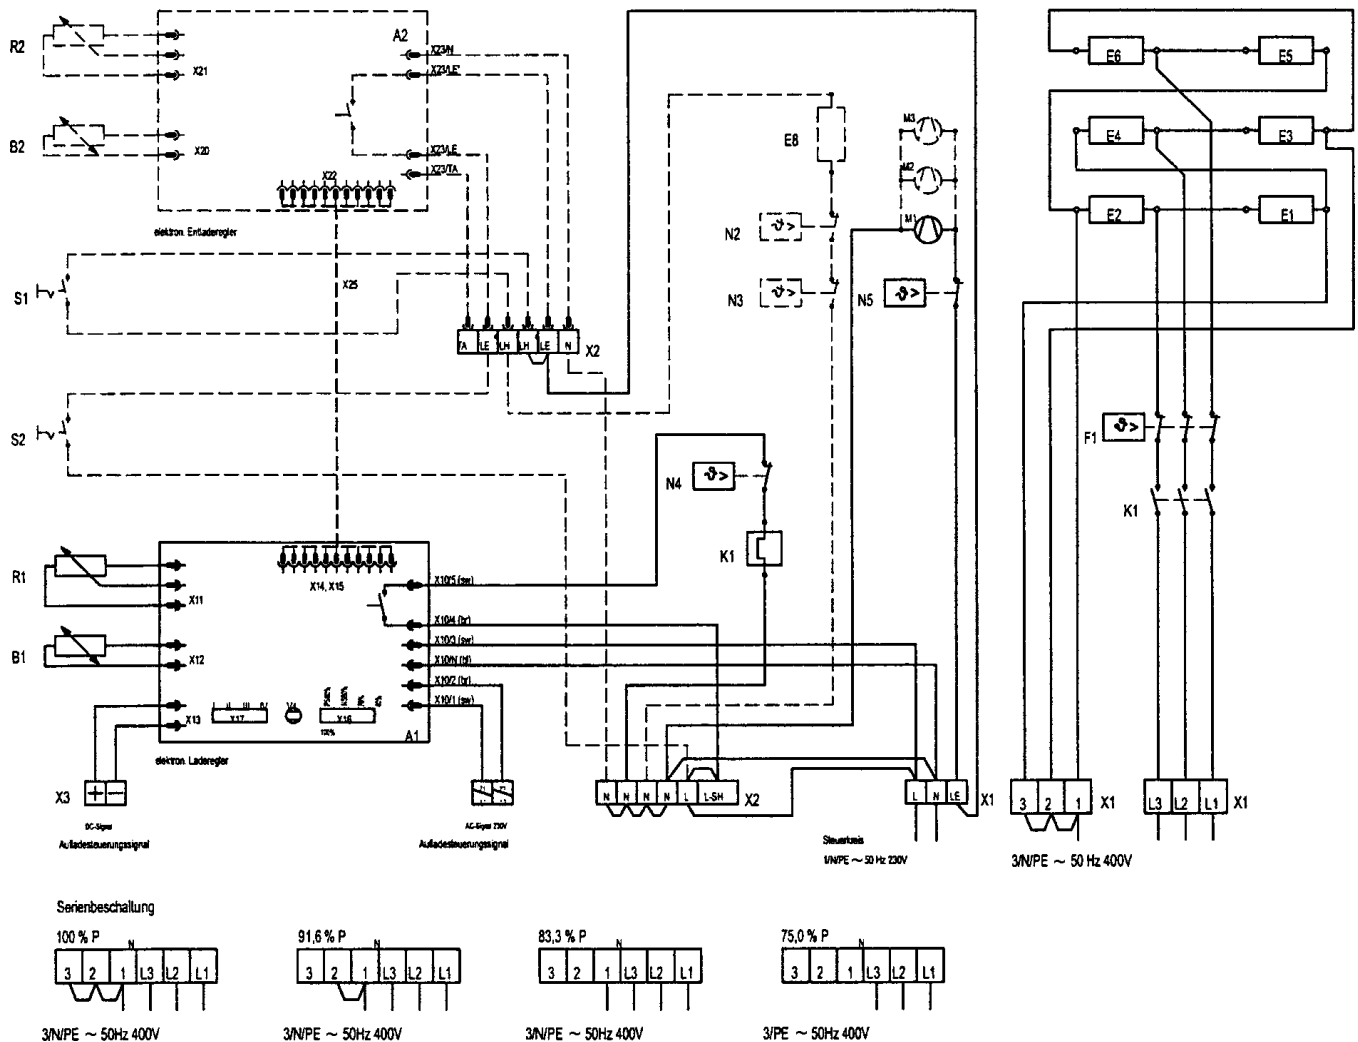 R2
X21
A2
X23/N
X23/LE'
B2
X20
X23/LE
X23/TA
X22
elektron. Entladeregler
X25
S1
TA LE LH LH LE N
X2
S2
E8
N2
ϑ>
N3
ϑ>
M3
M2
M1
N5
ϑ>
E6
E5
E4
E3
E2
E1
F1
ϑ>
K1
N4
ϑ>
K1
R1
X11
X14, X15
X10/5 (sw)
X10/4 (br)
X10/3 (sw)
X10/N (bl)
X10/2 (br)
X10/1 (sw)
B1
X12
X13
I II III IV
X17
X16
100%
A1
elektron. Laderegler
X3
+ −
DC-Signal
Aufladesteuerungssignal
AC-Signal 230V
Aufladesteuerungssignal
N N N N L L-SH
X2
L N LE
X1
Steuerkreis
1/N/PE ~ 50 Hz 230V
3 2 1
X1
3/N/PE ~ 50 Hz 400V
L3 L2 L1
X1
Serienbeschaltung
100 % P
N
3 2 1 L3 L2 L1
3/N/PE ~ 50Hz 400V
91,6 % P
N
3 2 1 L3 L2 L1
3/N/PE ~ 50Hz 400V
83,3 % P
N
3 2 1 L3 L2 L1
3/N/PE ~ 50Hz 400V
75,0 % P
N
3 2 1 L3 L2 L1
3/PE ~ 50Hz 400V